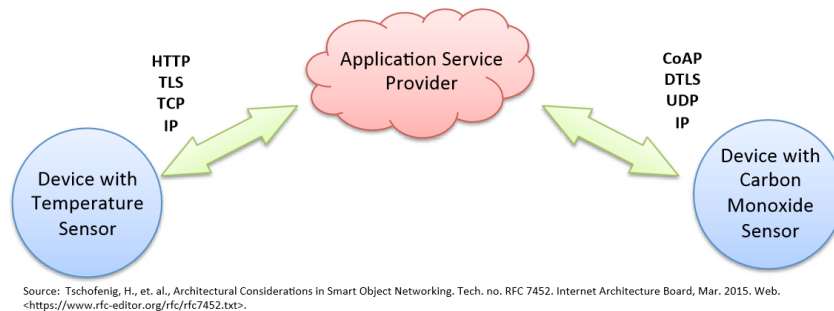 HTTP
TLS
TCP
IP
Application Service
Provider
CoAP
DTLS
UDP
IP
Device with
Temperature
Sensor
Device with
Carbon
Monoxide
Sensor
Source: Tschofenig, H., et. al., Architectural Considerations in Smart Object Networking. Tech. no. RFC 7452. Internet Architecture Board, Mar. 2015. Web.
<https://www.rfc-editor.org/rfc/rfc7452.txt>.